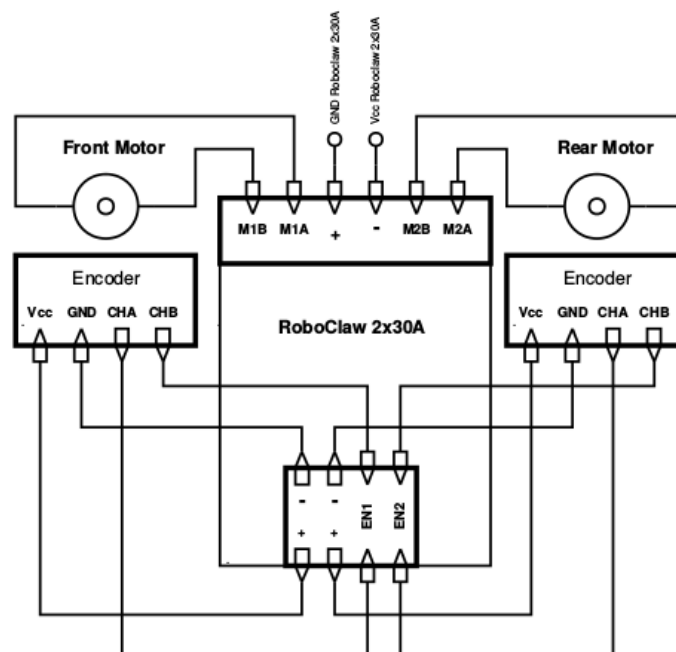 GND Roboclaw 2x30A
Vcc Roboclaw 2x30A
Front Motor
Rear Motor
M1B M1A + - M2B M2A
Encoder
Vcc GND CHA CHB
Encoder
Vcc GND CHA CHB
RoboClaw 2x30A
- - EN1 EN2
+ +